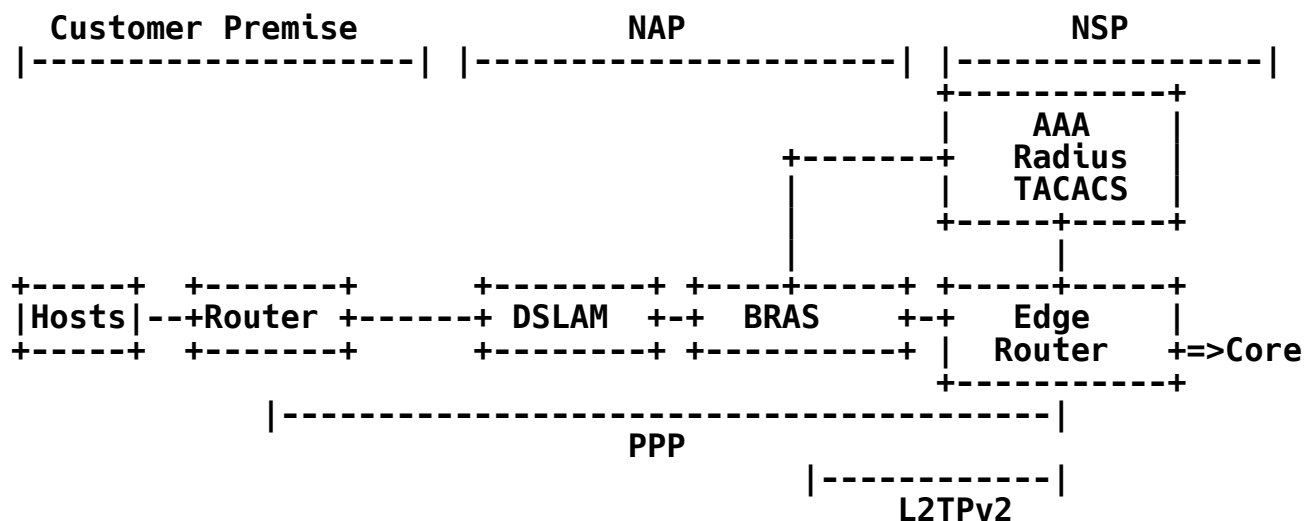 Customer Premise NAP NSP
|--------------------| |----------------------| |----------------|
+-----------+
| AAA |
+-------+ Radius |
| | TACACS |
| +-----+-----+
| |
+-----+ +-------+ +--------+ +----+-----+ +-----+-----+
|Hosts|--+Router +------+ DSLAM +-+ BRAS +-+ Edge |
+-----+ +-------+ +--------+ +----------+ | Router +=>Core
+-----------+
|----------------------------------------|
PPP
|------------|
L2TPv2